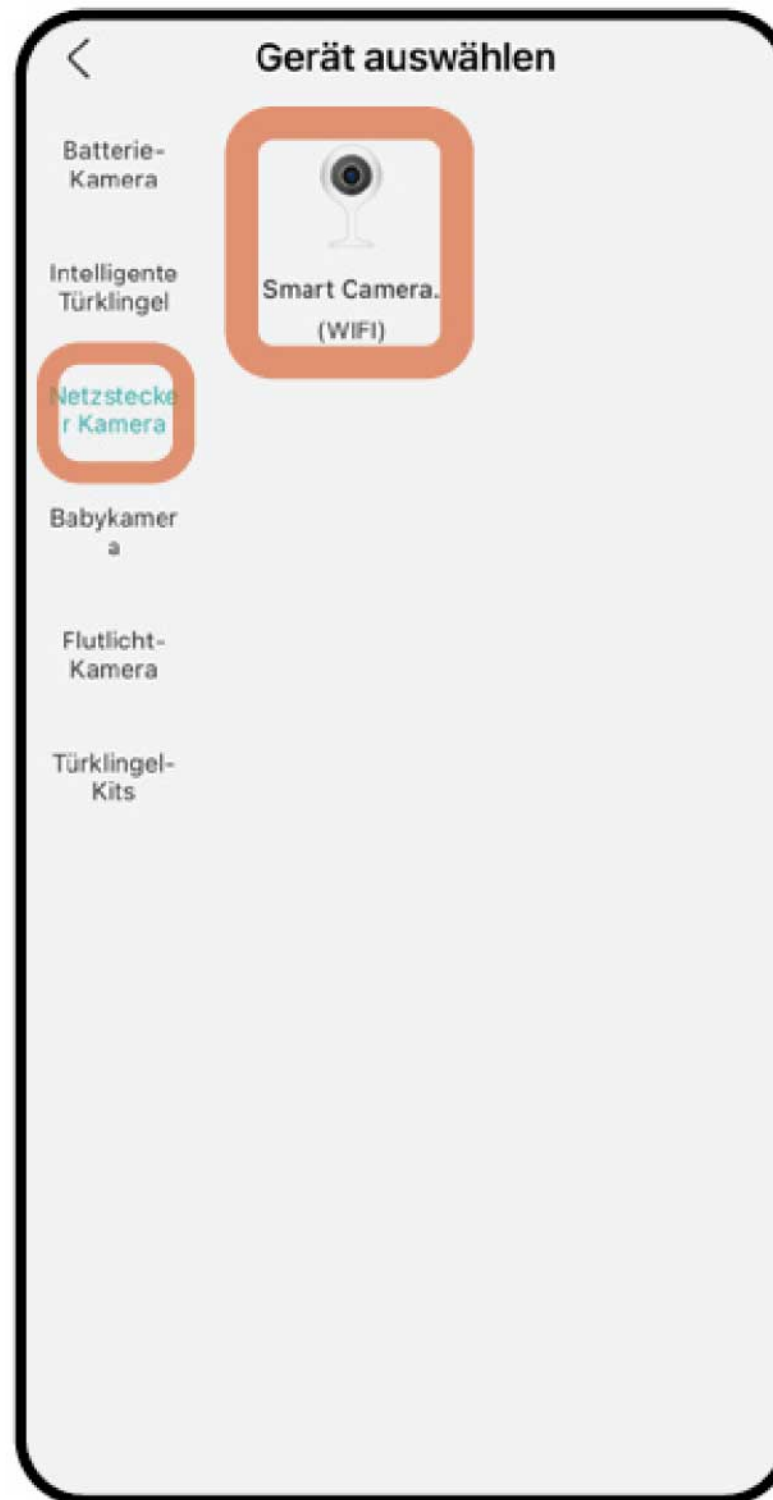 Gerät auswählen
Batterie-
Kamera
Intelligente
Türklingel
Netzstecke
r Kamera
Babykamer
a
Flutlicht-
Kamera
Türklingel-
Kits
Smart Camera.
(WIFI)